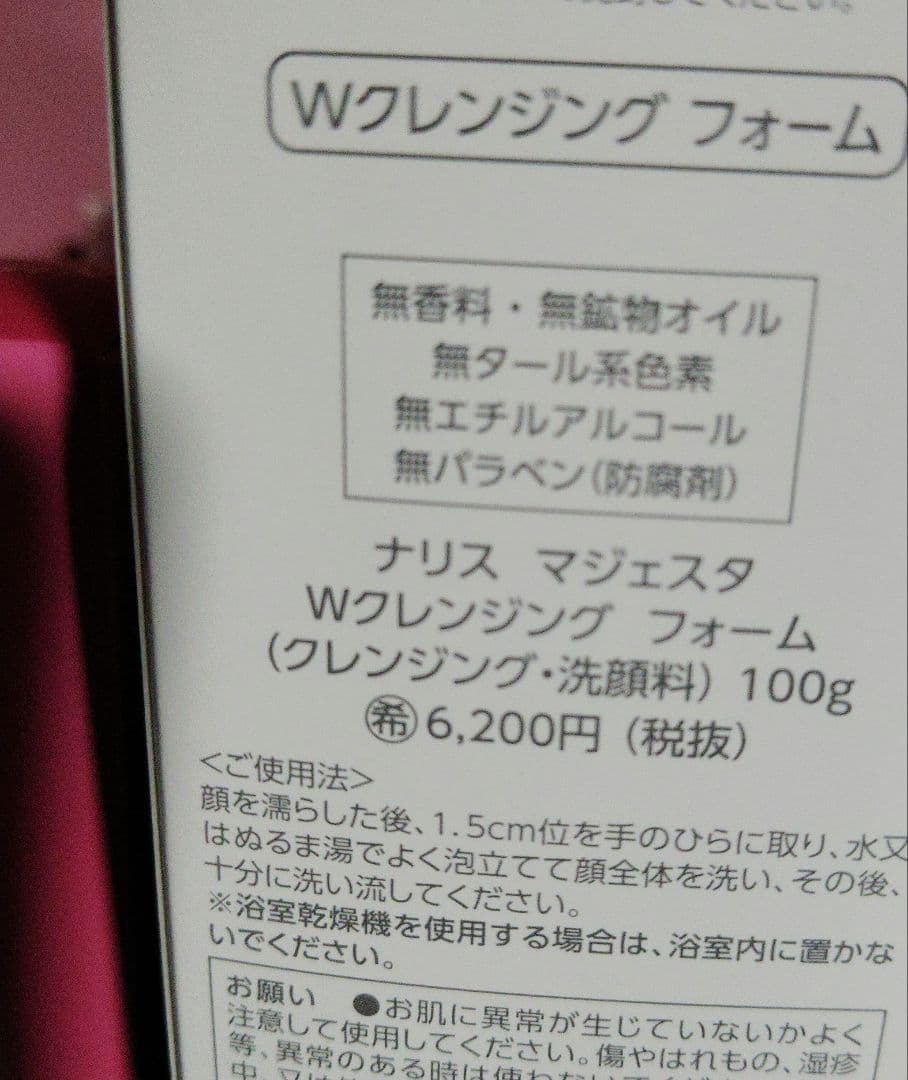 Wクレンジング フォーム
無香料・無鉱物オイル
無タール系色素
無エチルアルコール
無パラベン(防腐剤)
ナリス マジェスタ
Wクレンジング フォーム
(クレンジング・洗顔料) 100g
㊕6,200円(税抜)
<ご使用法>
顔を濡らした後、1.5cm位を手のひらに取り、水又
はぬるま湯でよく泡立てて顔全体を洗い、その後、
十分に洗い流してください。
※浴室乾燥機を使用する場合は、浴室内に置かな
いでください。
お願い ●お肌に異常が生じていないかよく
注意して使用してください。傷やはれもの、湿疹
等、異常のある時は使わないでく